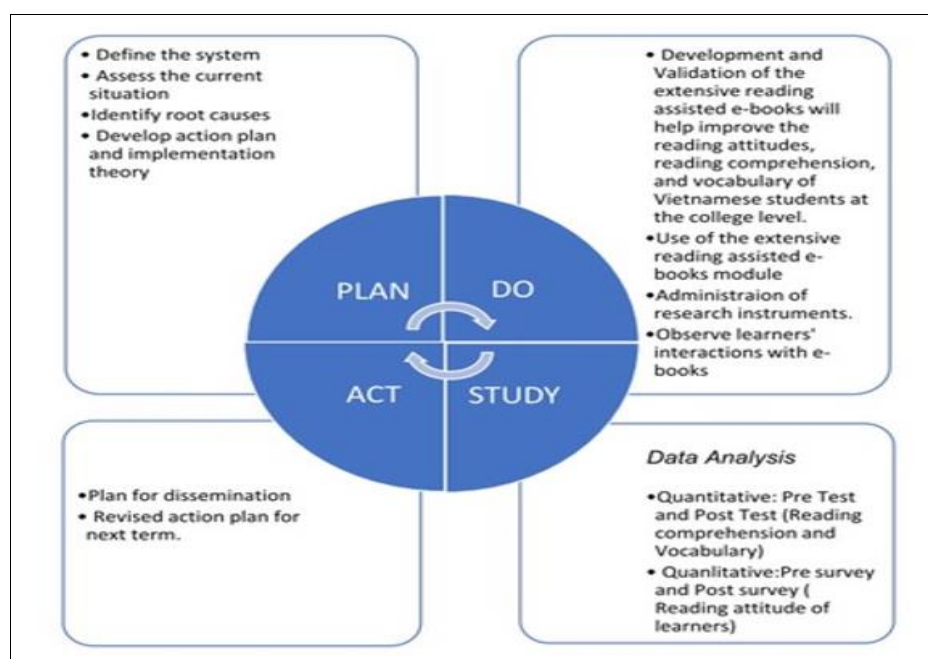 • Define the system
• Assess the current
situation
•Identify root causes
• Develop action plan
and implementation
theory
• Development and
Validation of the
extensive reading
assisted e-books will
help improve the
reading attitudes,
reading comprehension,
and vocabulary of
Vietnamese students at
the college level.
•Use of the extensive
reading assisted e-
books module
•Administraion of
research instruments.
•Observe learners'
interactions with e-
books
PLAN
DO
ACT
STUDY
•Plan for dissemination
• Revised action plan for
next term.
Data Analysis
•Quantitative: Pre Test
and Post Test (Reading
comprehension and
Vocabulary)
• Quanlitative:Pre survey
and Post survey (
Reading attitude of
learners)